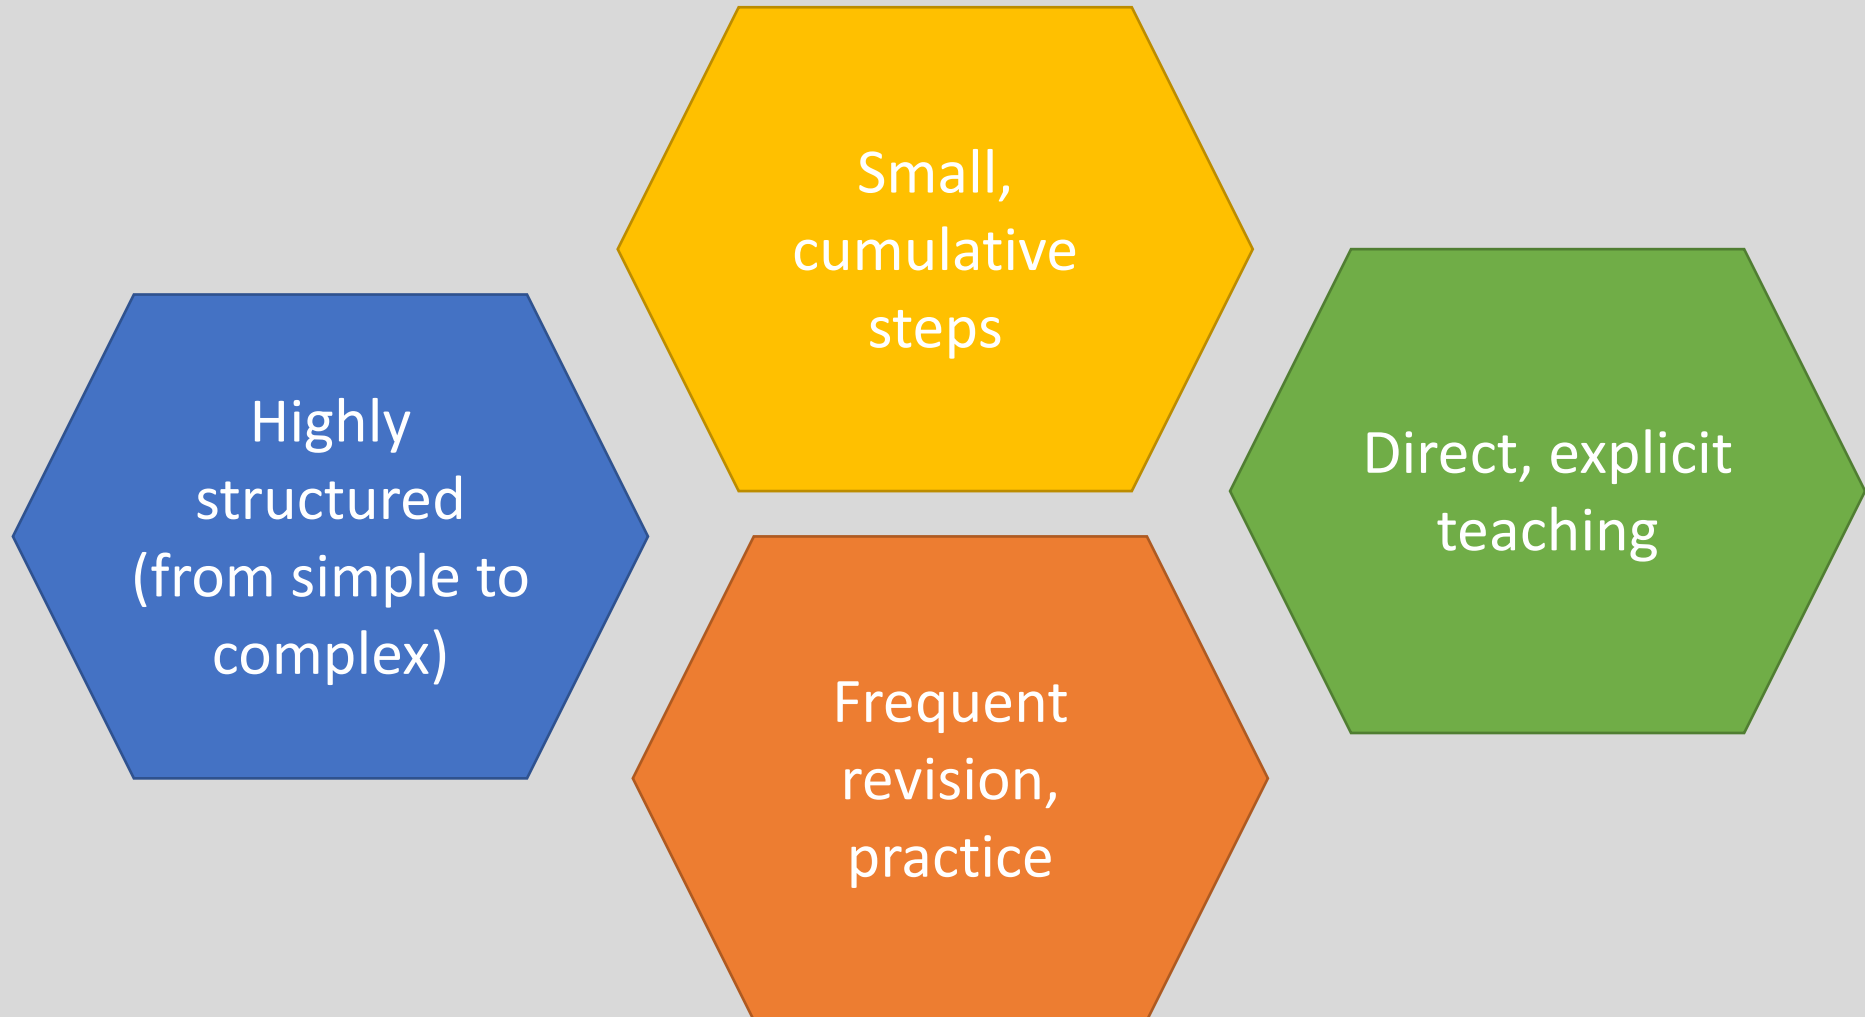 Small,
cumulative
steps
Highly
structured
(from simple to
complex)
Direct, explicit
teaching
Frequent
revision,
practice